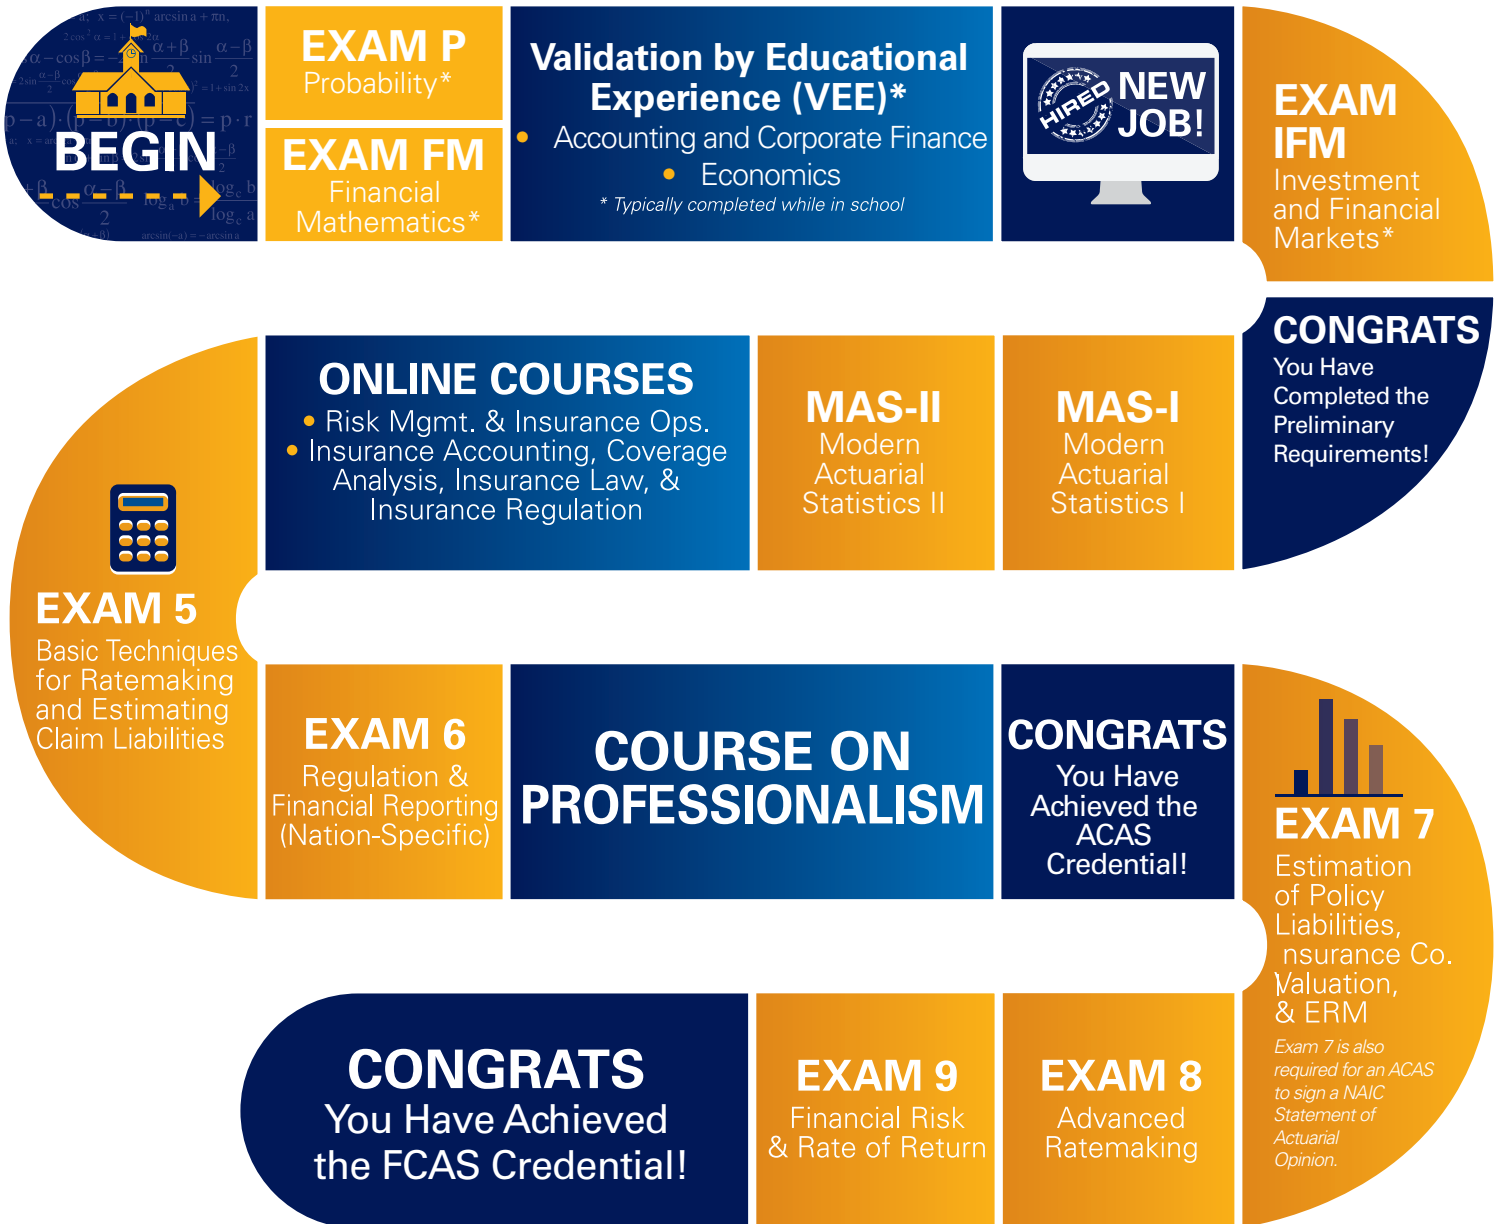 BEGIN
EXAM P
Probability*
EXAM FM
Financial
Mathematics*
Validation by Educational
Experience (VEE)*
• Accounting and Corporate Finance
• Economics
* Typically completed while in school
HIRED
NEW
JOB!
EXAM
IFM
Investment
and Financial
Markets*
CONGRATS
You Have
Completed the
Preliminary
Requirements!
MAS-I
Modern
Actuarial
Statistics I
MAS-II
Modern
Actuarial
Statistics II
ONLINE COURSES
• Risk Mgmt. & Insurance Ops.
• Insurance Accounting, Coverage
Analysis, Insurance Law, &
Insurance Regulation
EXAM 5
Basic Techniques
for Ratemaking
and Estimating
Claim Liabilities
EXAM 6
Regulation &
Financial Reporting
(Nation-Specific)
COURSE ON
PROFESSIONALISM
CONGRATS
You Have
Achieved the
ACAS
Credential!
EXAM 7
Estimation
of Policy
Liabilities,
Insurance Co.
Valuation,
& ERM
Exam 7 is also
required for an ACAS
to sign a NAIC
Statement of
Actuarial
Opinion.
EXAM 8
Advanced
Ratemaking
EXAM 9
Financial Risk
& Rate of Return
CONGRATS
You Have Achieved
the FCAS Credential!